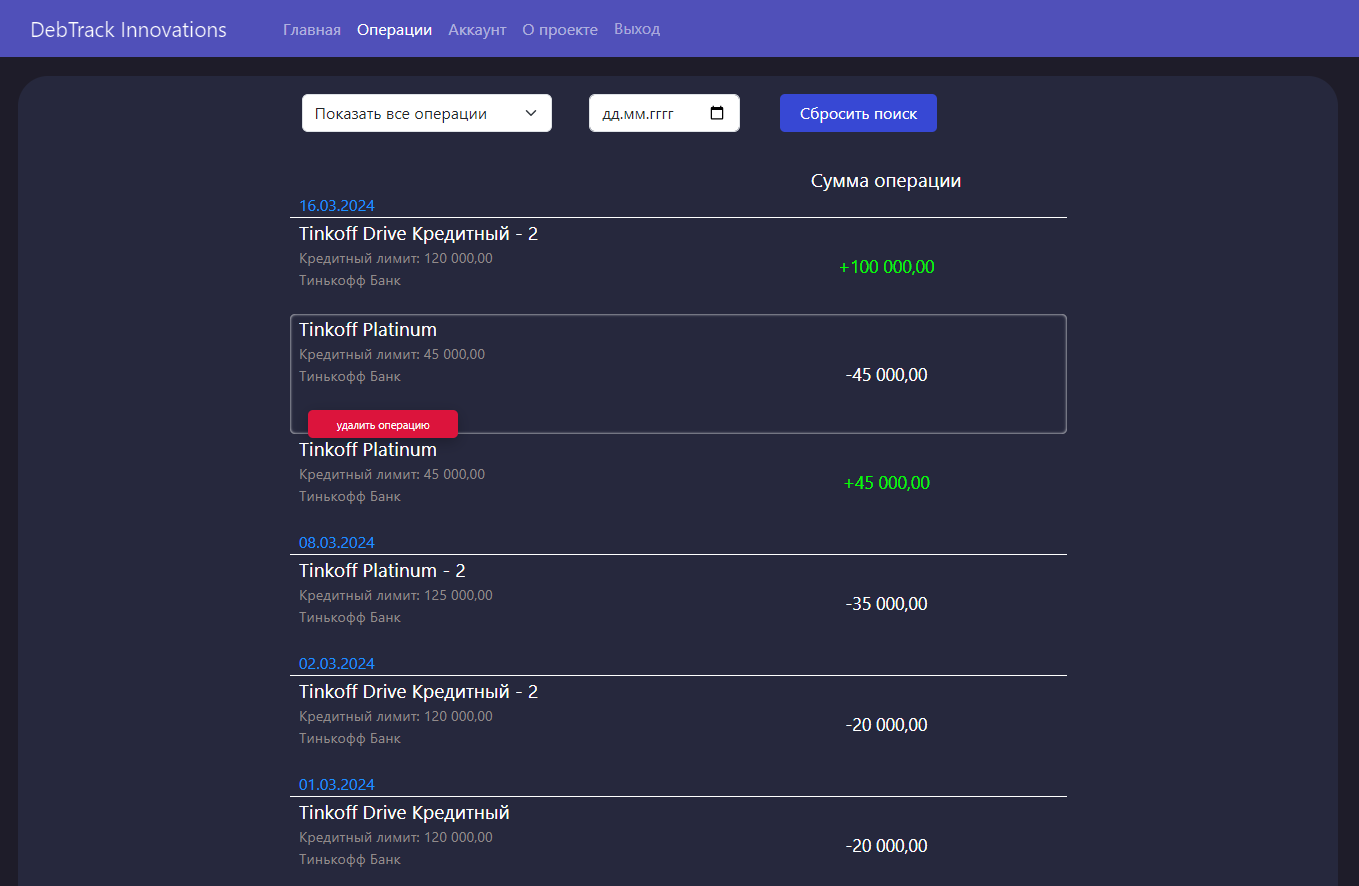 DebTrack Innovations Главная Операции Аккаунт О проекте Выход
Показать все операции дд.мм.гггг Сбросить поиск
Сумма операции
16.03.2024
Tinkoff Drive Кредитный - 2
Кредитный лимит: 120 000,00
+100 000,00
Тинькофф Банк
Tinkoff Platinum
Кредитный лимит: 45 000,00
Тинькофф Банк
-45 000,00
удалить операцию
Tinkoff Platinum
Кредитный лимит: 45 000,00
+45 000,00
Тинькофф Банк
08.03.2024
Tinkoff Platinum - 2
Кредитный лимит: 125 000,00
-35 000,00
Тинькофф Банк
02.03.2024
Tinkoff Drive Кредитный - 2
Кредитный лимит: 120 000,00
-20 000,00
Тинькофф Банк
01.03.2024
Tinkoff Drive Кредитный
Кредитный лимит: 120 000,00
-20 000,00
Тинькофф Банк